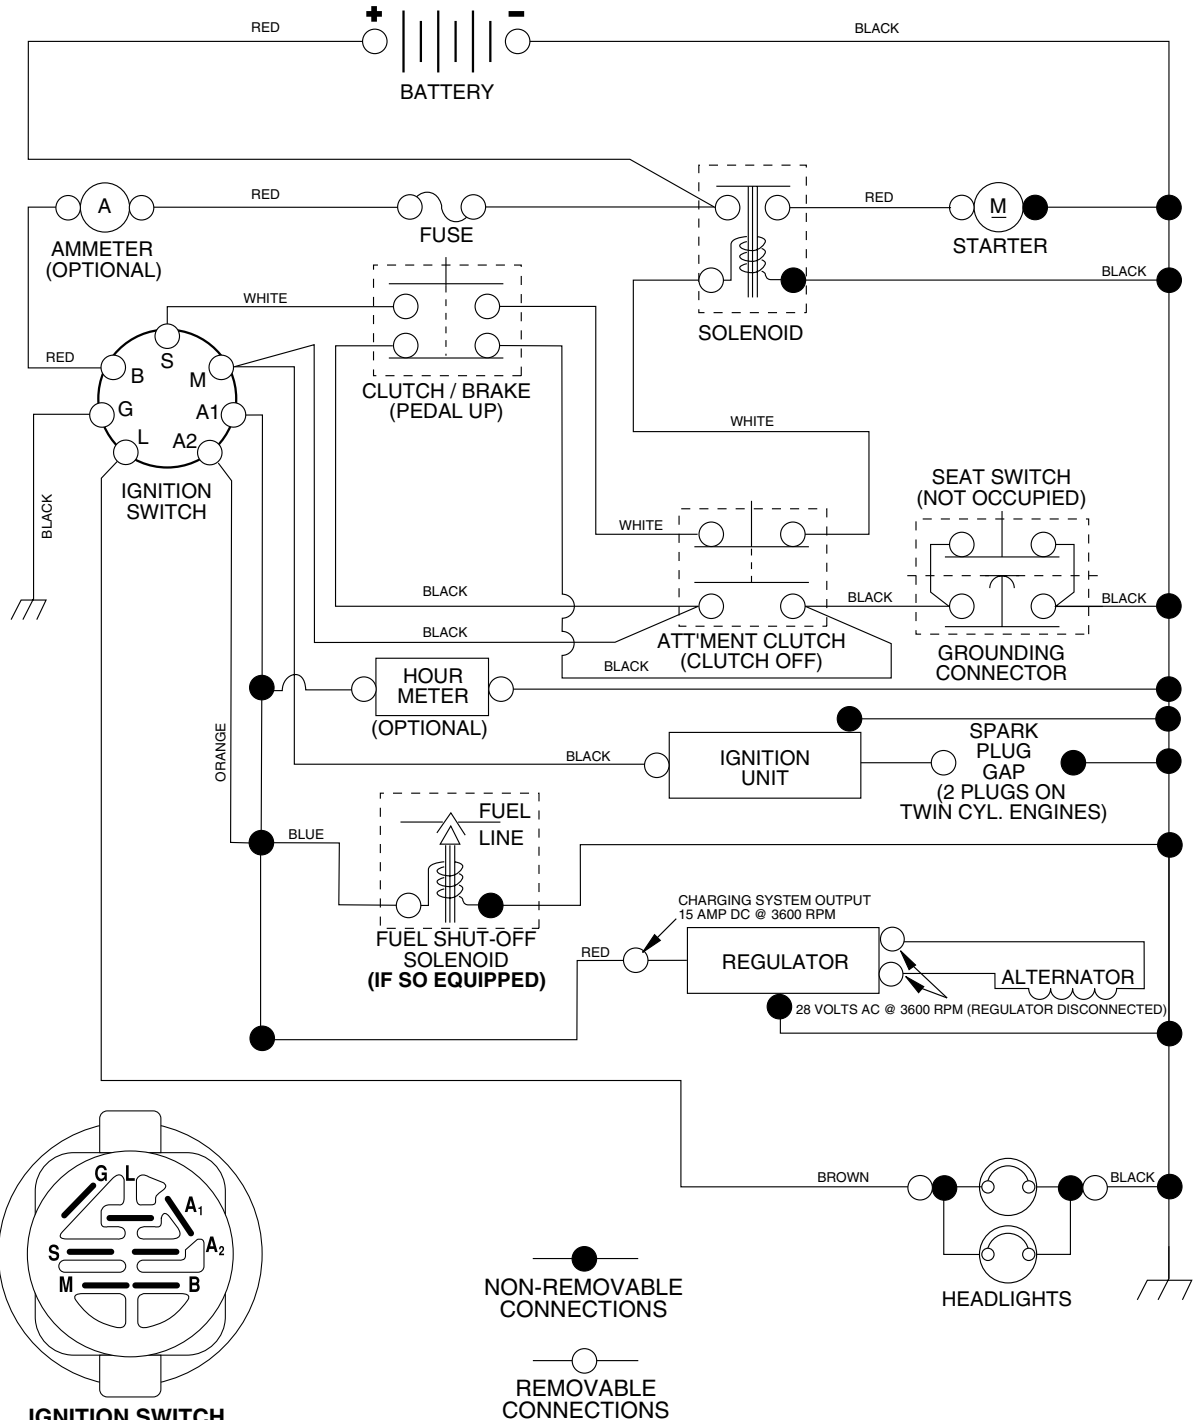 RED
+
-
BLACK
BATTERY
A
RED
RED
M
AMMETER
(OPTIONAL)
FUSE
STARTER
WHITE
BLACK
SOLENOID
RED
S
B
M
G
A1
L
A2
CLUTCH / BRAKE
(PEDAL UP)
WHITE
IGNITION
SWITCH
BLACK
SEAT SWITCH
(NOT OCCUPIED)
WHITE
BLACK
BLACK
BLACK
BLACK
ATT'MENT CLUTCH
(CLUTCH OFF)
GROUNDING
CONNECTOR
BLACK
HOUR
METER
(OPTIONAL)
ORANGE
BLACK
IGNITION
UNIT
SPARK
PLUG
GAP
(2 PLUGS ON
TWIN CYL. ENGINES)
FUEL
LINE
BLUE
CHARGING SYSTEM OUTPUT
15 AMP DC @ 3600 RPM
FUEL SHUT-OFF
SOLENOID
(IF SO EQUIPPED)
RED
REGULATOR
ALTERNATOR
28 VOLTS AC @ 3600 RPM (REGULATOR DISCONNECTED)
BROWN
BLACK
HEADLIGHTS
G
L
A1
S
A2
M
B
NON-REMOVABLE
CONNECTIONS
REMOVABLE
CONNECTIONS
IGNITION SWITCH